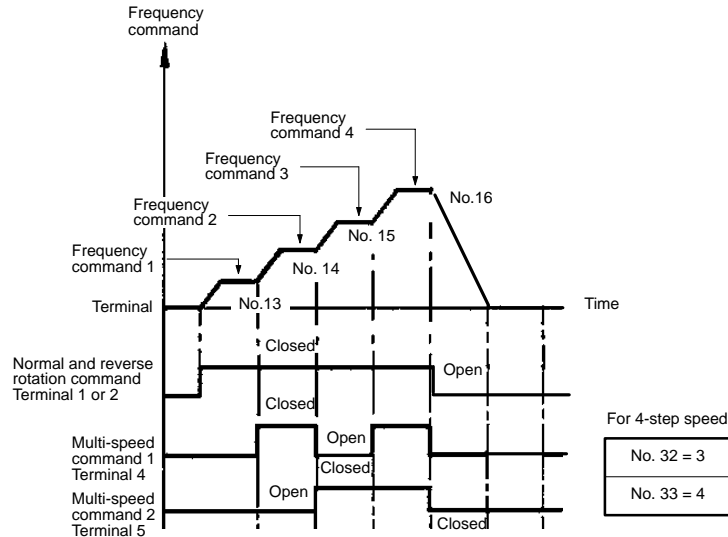 Frequency
command
Frequency
command 4
Frequency
command 3
No.16
Frequency
command 2
No. 15
Frequency
command 1
No. 14
No.13
Terminal
Time
Closed
Normal and reverse
rotation command
Terminal 1 or 2
Open
Closed
For 4-step speed
Multi-speed
command 1
Terminal 4
Open
Closed
No. 32 = 3
Multi-speed
command 2
Terminal 5
Open
Closed
No. 33 = 4